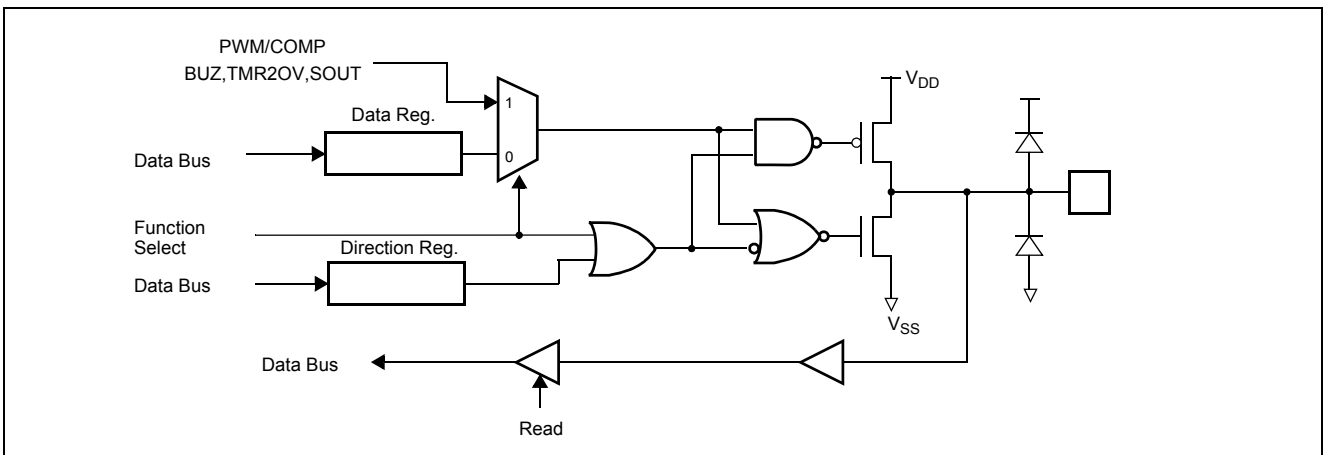 PWM/COMP
BUZ,TMR2OV,SOUT
VDD
Data Reg.
1
0
Data Bus
Function
Select
Direction Reg.
Data Bus
VSS
Data Bus
Read